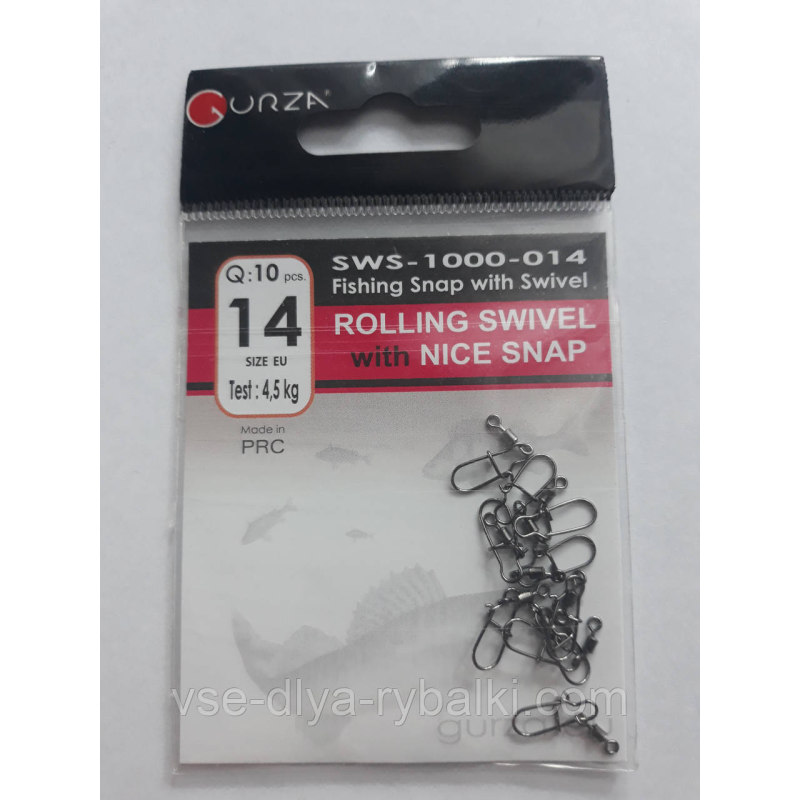 GURZA®
Q:10 pcs.
14
SIZE EU
Test : 4,5 kg
SWS-1000-014
Fishing Snap with Swivel
ROLLING SWIVEL
with NICE SNAP
Made in
PRC
vse-dlya-rybalki.com